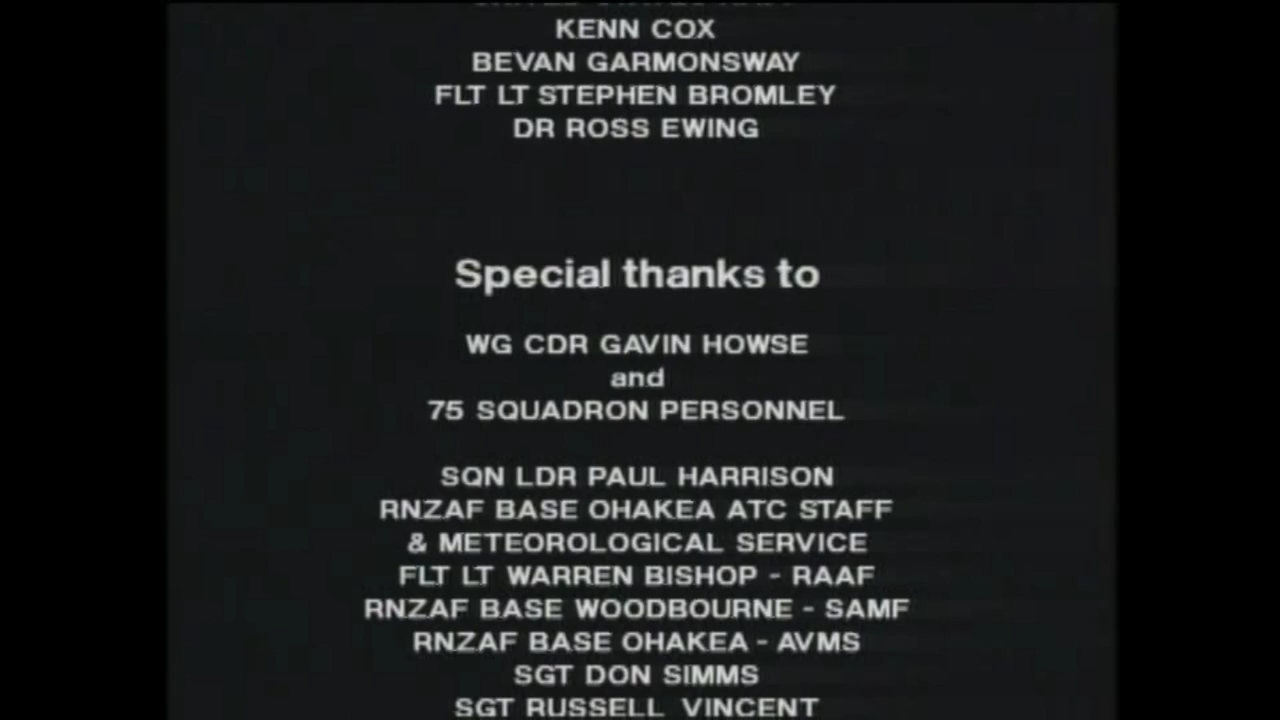 KENN COX
BEVAN GARMONSWAY
FLT LT STEPHEN BROMLEY
DR ROSS EWING
Special thanks to
WG CDR GAVIN HOWSE
and
75 SQUADRON PERSONNEL
SQN LDR PAUL HARRISON
RNZAF BASE OHAKEA ATC STAFF
& METEOROLOGICAL SERVICE
FLT LT WARREN BISHOP - RAAF
RNZAF BASE WOODBOURNE - SAMF
RNZAF BASE OHAKEA - AVMS
SGT DON SIMMS
SGT RUSSELL VINCENT